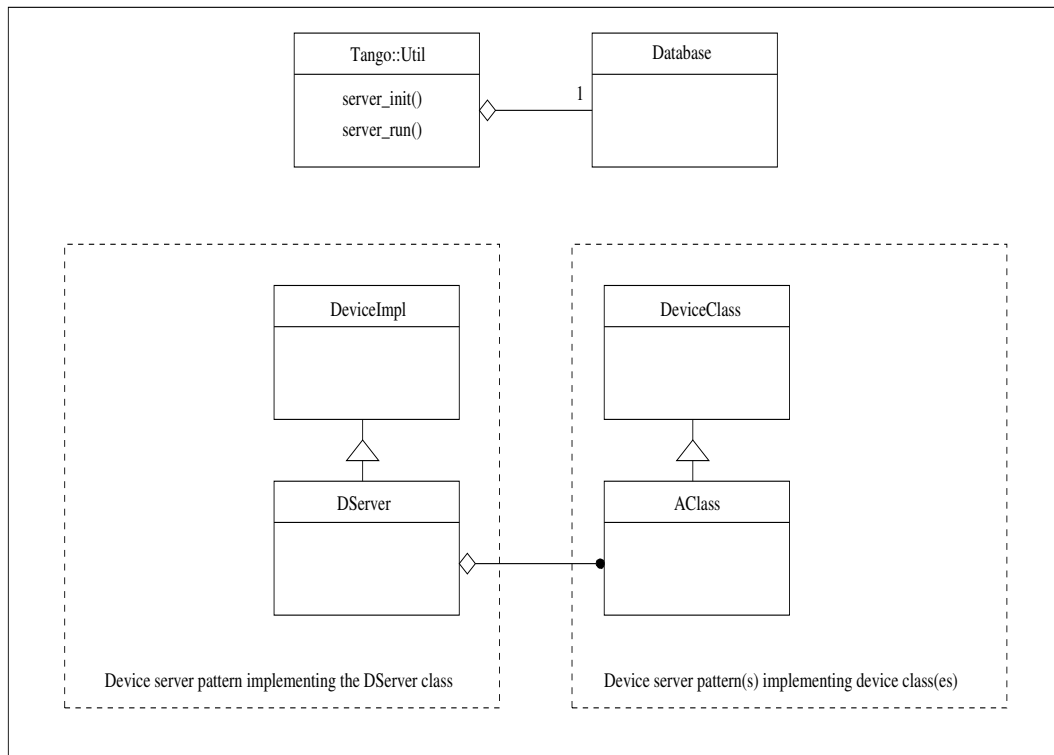 Tango::Util
server_init()
server_run()
1
Database
DeviceImpl
DeviceClass
DServer
AClass
Device server pattern implementing the DServer class
Device server pattern(s) implementing device class(es)